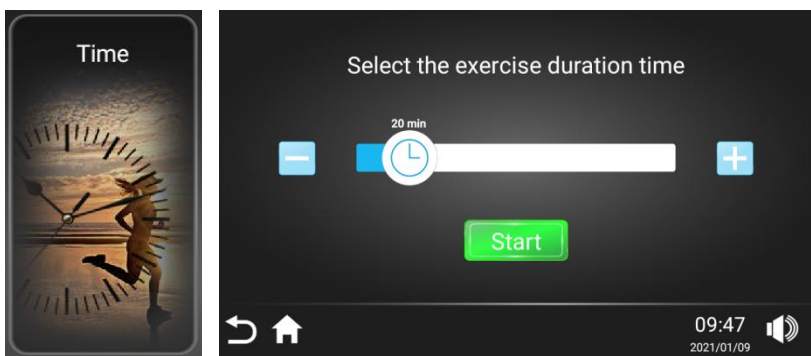 Time
Select the exercise duration time
20 min
Start
09:47
2021/01/09